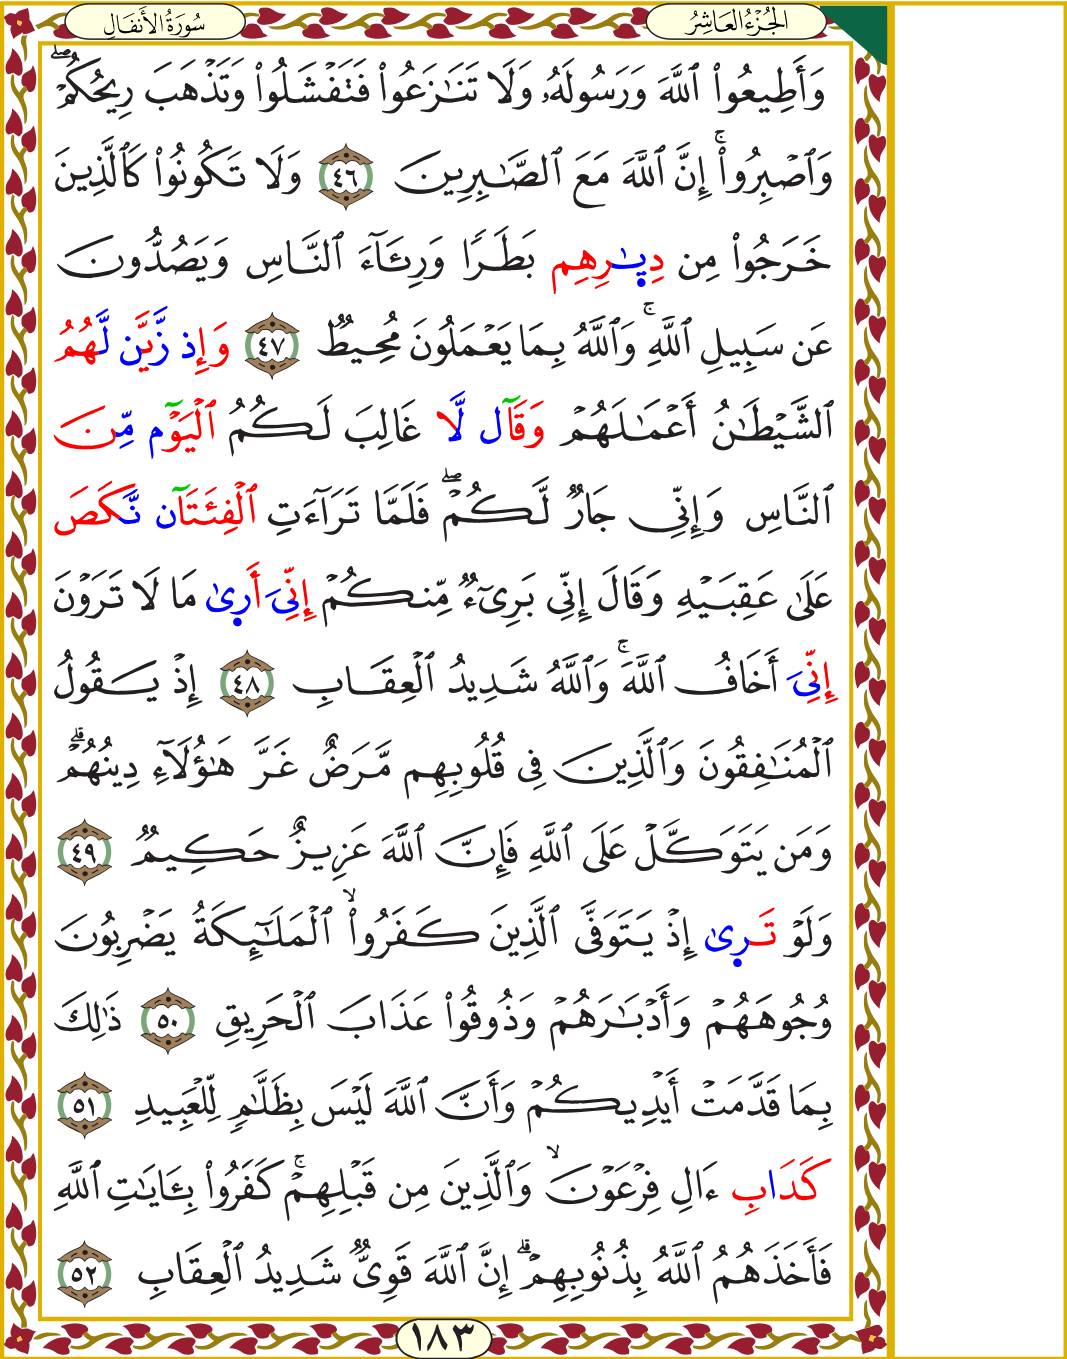 الجُزْءُ العَاشِرُ
سُورَةُ الأَنفَالِ
وَأَطِيعُواْ ٱللَّهَ وَرَسُولَهُۥ وَلَا تَنَٰزَعُواْ فَتَفۡشَلُواْ وَتَذۡهَبَ رِيحُكُمۡۖ
وَٱصۡبِرُوٓاْۚ إِنَّ ٱللَّهَ مَعَ ٱلصَّٰبِرِينَ ٤٦ وَلَا تَكُونُواْ كَٱلَّذِينَ
خَرَجُواْ مِن دِيَٰرِهِم بَطَرٗا وَرِئَآءَ ٱلنَّاسِ وَيَصُدُّونَ
عَن سَبِيلِ ٱللَّهِۚ وَٱللَّهُ بِمَا يَعۡمَلُونَ مُحِيطٞ ٤٧ وَإِذ زَّيَّن لَّهُمُ
ٱلشَّيۡطَٰنُ أَعۡمَٰلَهُمۡ وَقَآل لَّا غَالِبَ لَكُمُ ٱلۡيَوۡٓم مِّنَ
ٱلنَّاسِ وَإِنِّي جَارٞ لَّكُمۡۖ فَلَمَّا تَرَآءَتِ ٱلۡفِئَتَآن نَّكَصَ
عَلَىٰ عَقِبَيۡهِ وَقَالَ إِنِّي بَرِيٓءٞ مِّنكُمۡ إِنِّيَ أَرٜىٰ مَا لَا تَرَوۡنَ
إِنِّيَ أَخَافُ ٱللَّهَۚ وَٱللَّهُ شَدِيدُ ٱلۡعِقَابِ ٤٨ إِذۡ يَقُولُ
ٱلۡمُنَٰفِقُونَ وَٱلَّذِينَ فِي قُلُوبِهِم مَّرَضٌ غَرَّ هَٰٓؤُلَآءِ دِينُهُمۡۗ
وَمَن يَتَوَكَّلۡ عَلَى ٱللَّهِ فَإِنَّ ٱللَّهَ عَزِيزٌ حَكِيمٞ ٤٩
وَلَوۡ تَرٜىٰ إِذۡ يَتَوَفَّى ٱلَّذِينَ كَفَرُواْۙ ٱلۡمَلَٰٓئِكَةُ يَضۡرِبُونَ
وُجُوهَهُمۡ وَأَدۡبَٰرَهُمۡ وَذُوقُواْ عَذَابَ ٱلۡحَرِيقِ ٥٠ ذَٰلِكَ
بِمَا قَدَّمَتۡ أَيۡدِيكُمۡ وَأَنَّ ٱللَّهَ لَيۡسَ بِظَلَّٰمٖ لِّلۡعَبِيدِ ٥١
كَدَابِ ءَالِ فِرۡعَوۡنَۙ وَٱلَّذِينَ مِن قَبۡلِهِمۡۚ كَفَرُواْ بِـَٔايَٰتِ ٱللَّهِ
فَأَخَذَهُمُ ٱللَّهُ بِذُنُوبِهِمۡۗ إِنَّ ٱللَّهَ قَوِيّٞ شَدِيدُ ٱلۡعِقَابِ ٥٢
١٨٣